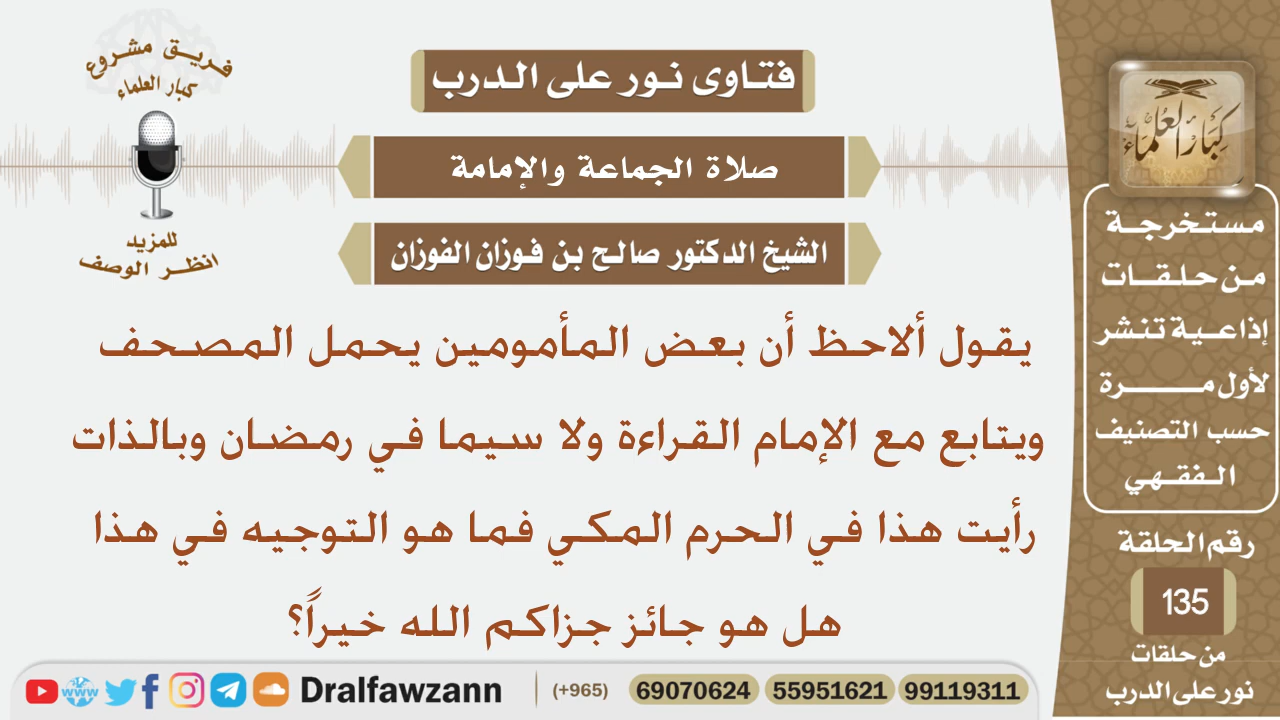 فريق مشروع
كبار العلماء
للمزيد
انظر الوصف
فتاوى نور على الدرب
صلاة الجماعة والإمامة
الشيخ الدكتور صالح بن فوزان الفوزان
يقول ألاحظ أن بعض المأمومين يحمل المصحف
ويتابع مع الإمام القراءة ولا سيما في رمضان وبالذات
رأيت هذا في الحرم المكي فما هو التوجيه في هذا
هل هو جائز جزاكم الله خيراً؟
كبار العلماء
مستخرجة
من حلقات
إذاعية تنشر
لأول مرة
حسب التصنيف
الفقهي
رقم الحلقة
135
من حلقات
نور على الدرب
www
Dralfawzann
(+965) 69070624 55951621 99119311